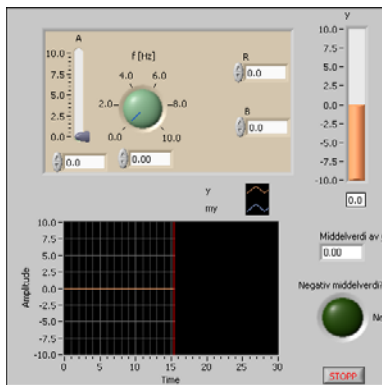 A
10.0
7.5
5.0
2.5
0.0
0.0
f [Hz]
4.0 6.0
2.0 8.0
0.0 10.0
0.00
R
0.0
B
0.0
y
10.0
7.5
5.0
2.5
0.0
-2.5
-5.0
-7.5
-10.0
0.0
y
my
Amplitude
10.0
7.5
5.0
2.5
0.0
-2.5
-5.0
-7.5
-10.0
0 5 10 15 20 25 30
Time
Middelverdi av
0.00
Negativ middelverdi
Ne
STOPP